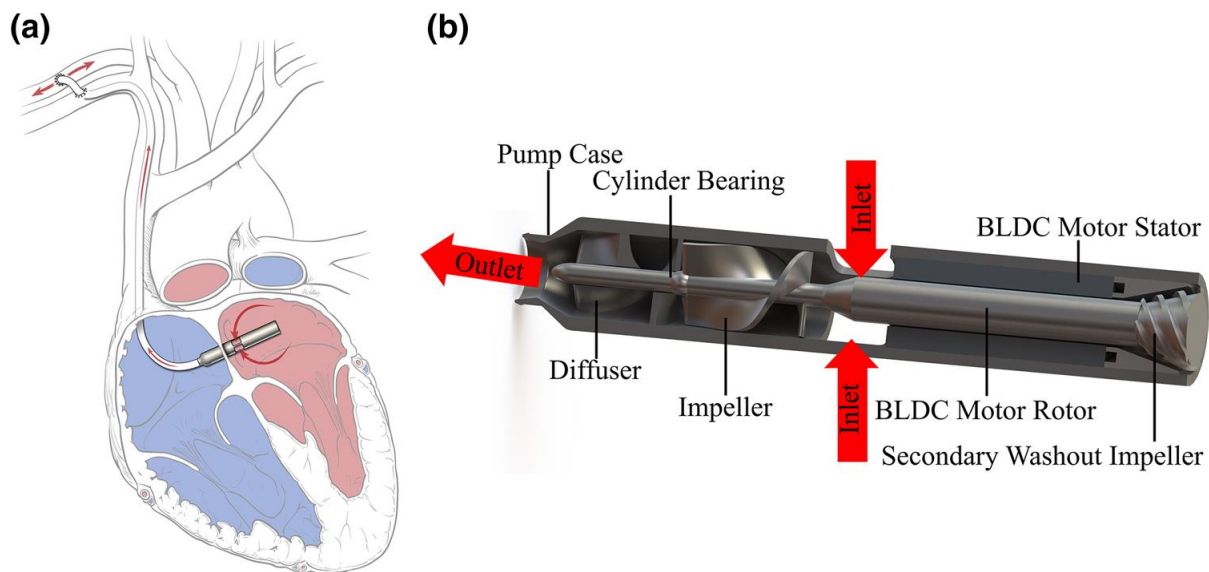 (a)
(b)
Pump Case
Cylinder Bearing
Inlet
BLDC Motor Stator
Outlet
Diffuser
Impeller
Inlet
BLDC Motor Rotor
Secondary Washout Impeller